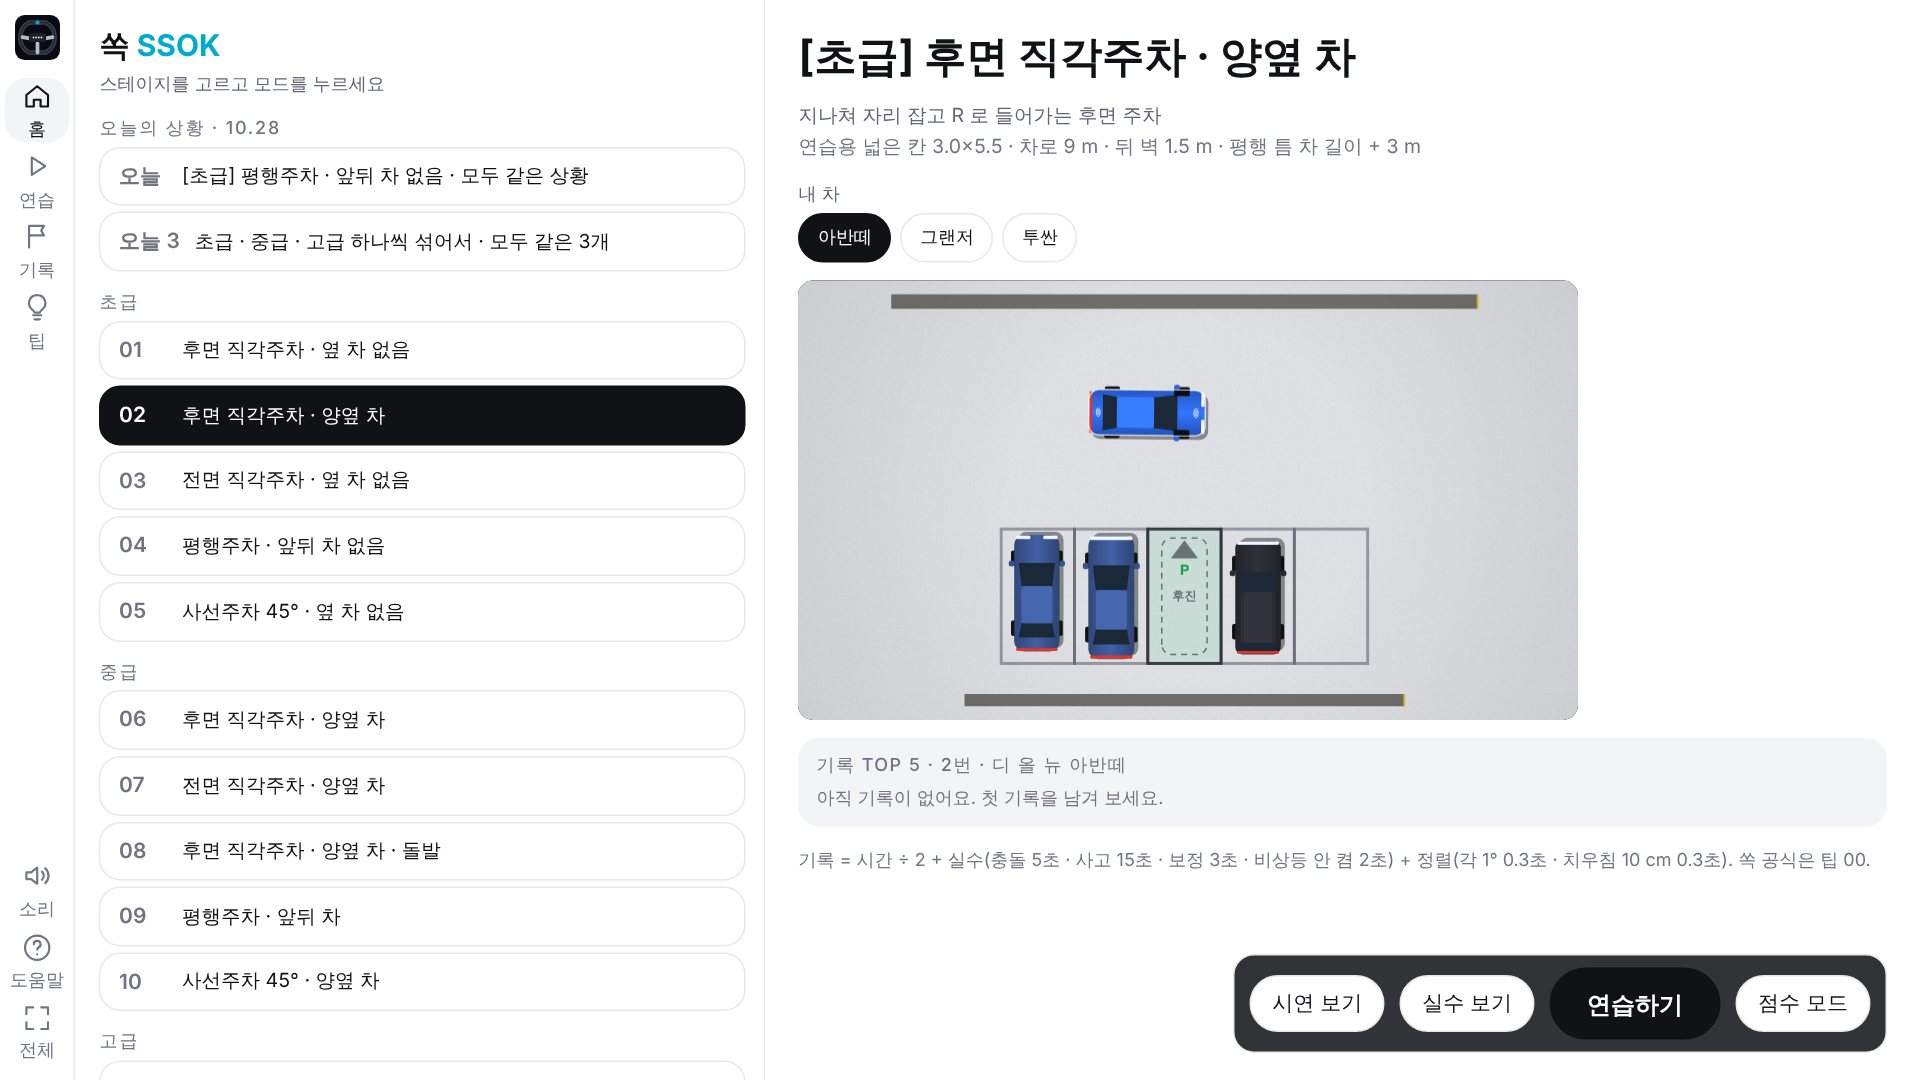 홈
연습
기록
팁
소리
도움말
전체
쏙 SSOK
스테이지를 고르고 모드를 누르세요
오늘의 상황 · 10.28
오늘 [초급] 평행주차 · 앞뒤 차 없음 · 모두 같은 상황
오늘 3 초급 · 중급 · 고급 하나씩 섞어서 · 모두 같은 3개
초급
01 후면 직각주차 · 옆 차 없음
02 후면 직각주차 · 양옆 차
03 전면 직각주차 · 옆 차 없음
04 평행주차 · 앞뒤 차 없음
05 사선주차 45° · 옆 차 없음
중급
06 후면 직각주차 · 양옆 차
07 전면 직각주차 · 양옆 차
08 후면 직각주차 · 양옆 차 · 돌발
09 평행주차 · 앞뒤 차
10 사선주차 45° · 양옆 차
고급
[초급] 후면 직각주차 · 양옆 차
지나쳐 자리 잡고 R 로 들어가는 후면 주차
연습용 넓은 칸 3.0×5.5 · 차로 9 m · 뒤 벽 1.5 m · 평행 틈 차 길이 + 3 m
내 차
아반떼 그랜저 투싼
P
후진
기록 TOP 5 · 2번 · 디 올 뉴 아반떼
아직 기록이 없어요. 첫 기록을 남겨 보세요.
기록 = 시간 ÷ 2 + 실수(충돌 5초 · 사고 15초 · 보정 3초 · 비상등 안 켬 2초) + 정렬(각 1° 0.3초 · 치우침 10 cm 0.3초). 쏙 공식은 팁 00.
시연 보기 실수 보기 연습하기 점수 모드